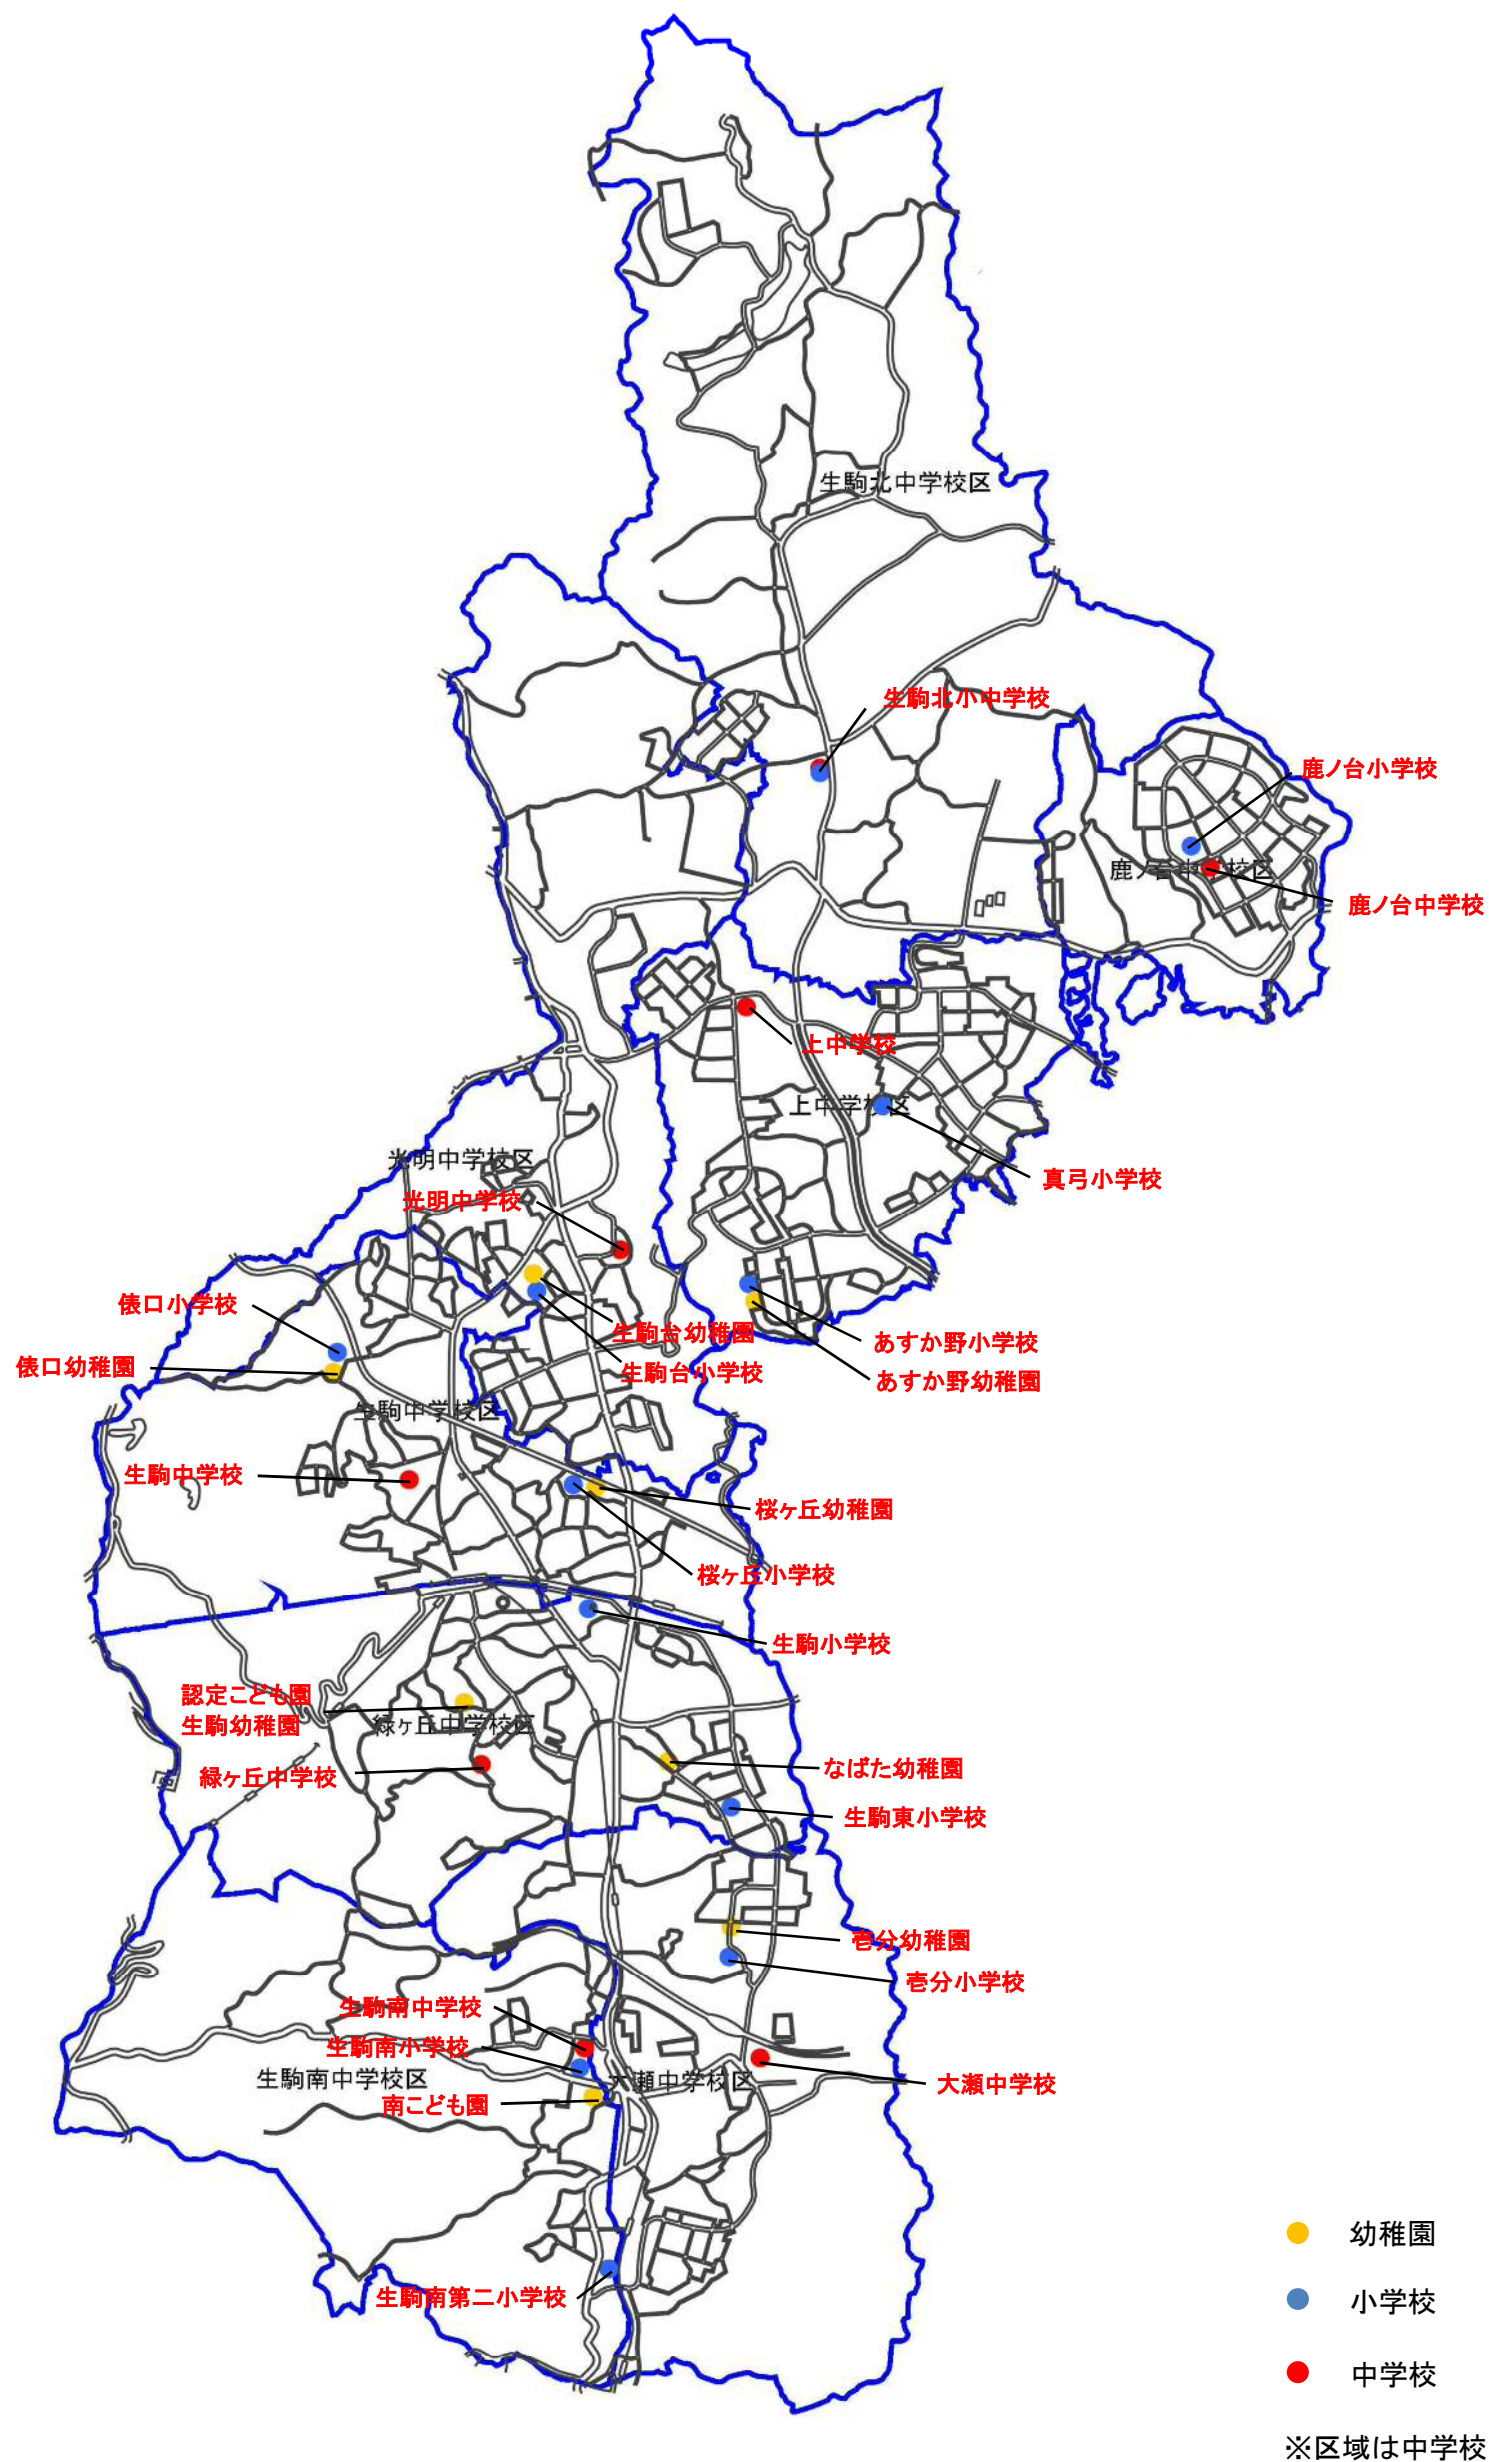 生駒北中学校区
生駒北小中学校
鹿ノ台小学校
鹿ノ台中学校区
鹿ノ台中学校
上中学校
上中学校区
光明中学校区
真弓小学校
光明中学校
俵口小学校
生駒台幼稚園
あすか野小学校
俵口幼稚園
生駒台小学校
あすか野幼稚園
生駒中学校区
生駒中学校
桜ヶ丘幼稚園
桜ヶ丘小学校
生駒小学校
認定こども園
生駒幼稚園
緑ヶ丘中学校区
なばた幼稚園
緑ヶ丘中学校
生駒東小学校
壱分幼稚園
壱分小学校
生駒南中学校
生駒南小学校
生駒南中学校区
大瀬中学校区
大瀬中学校
南こども園
幼稚園
生駒南第二小学校
小学校
中学校
※区域は中学校